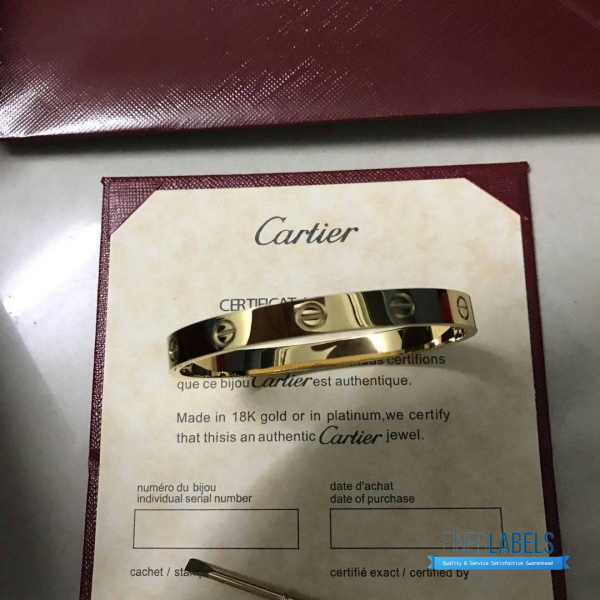 Cartier
CERTIFICAT
certifions
que ce bijou Cartier est authentique.
Made in 18K gold or in platinum,we certify
that thisis an authentic Cartier jewel.
numéro du bijou
individual serial number
date d'achat
date of purchase
LABELS
Quality & Service Satisfaction Guaranteed
cachet /
certifié exact / certified by